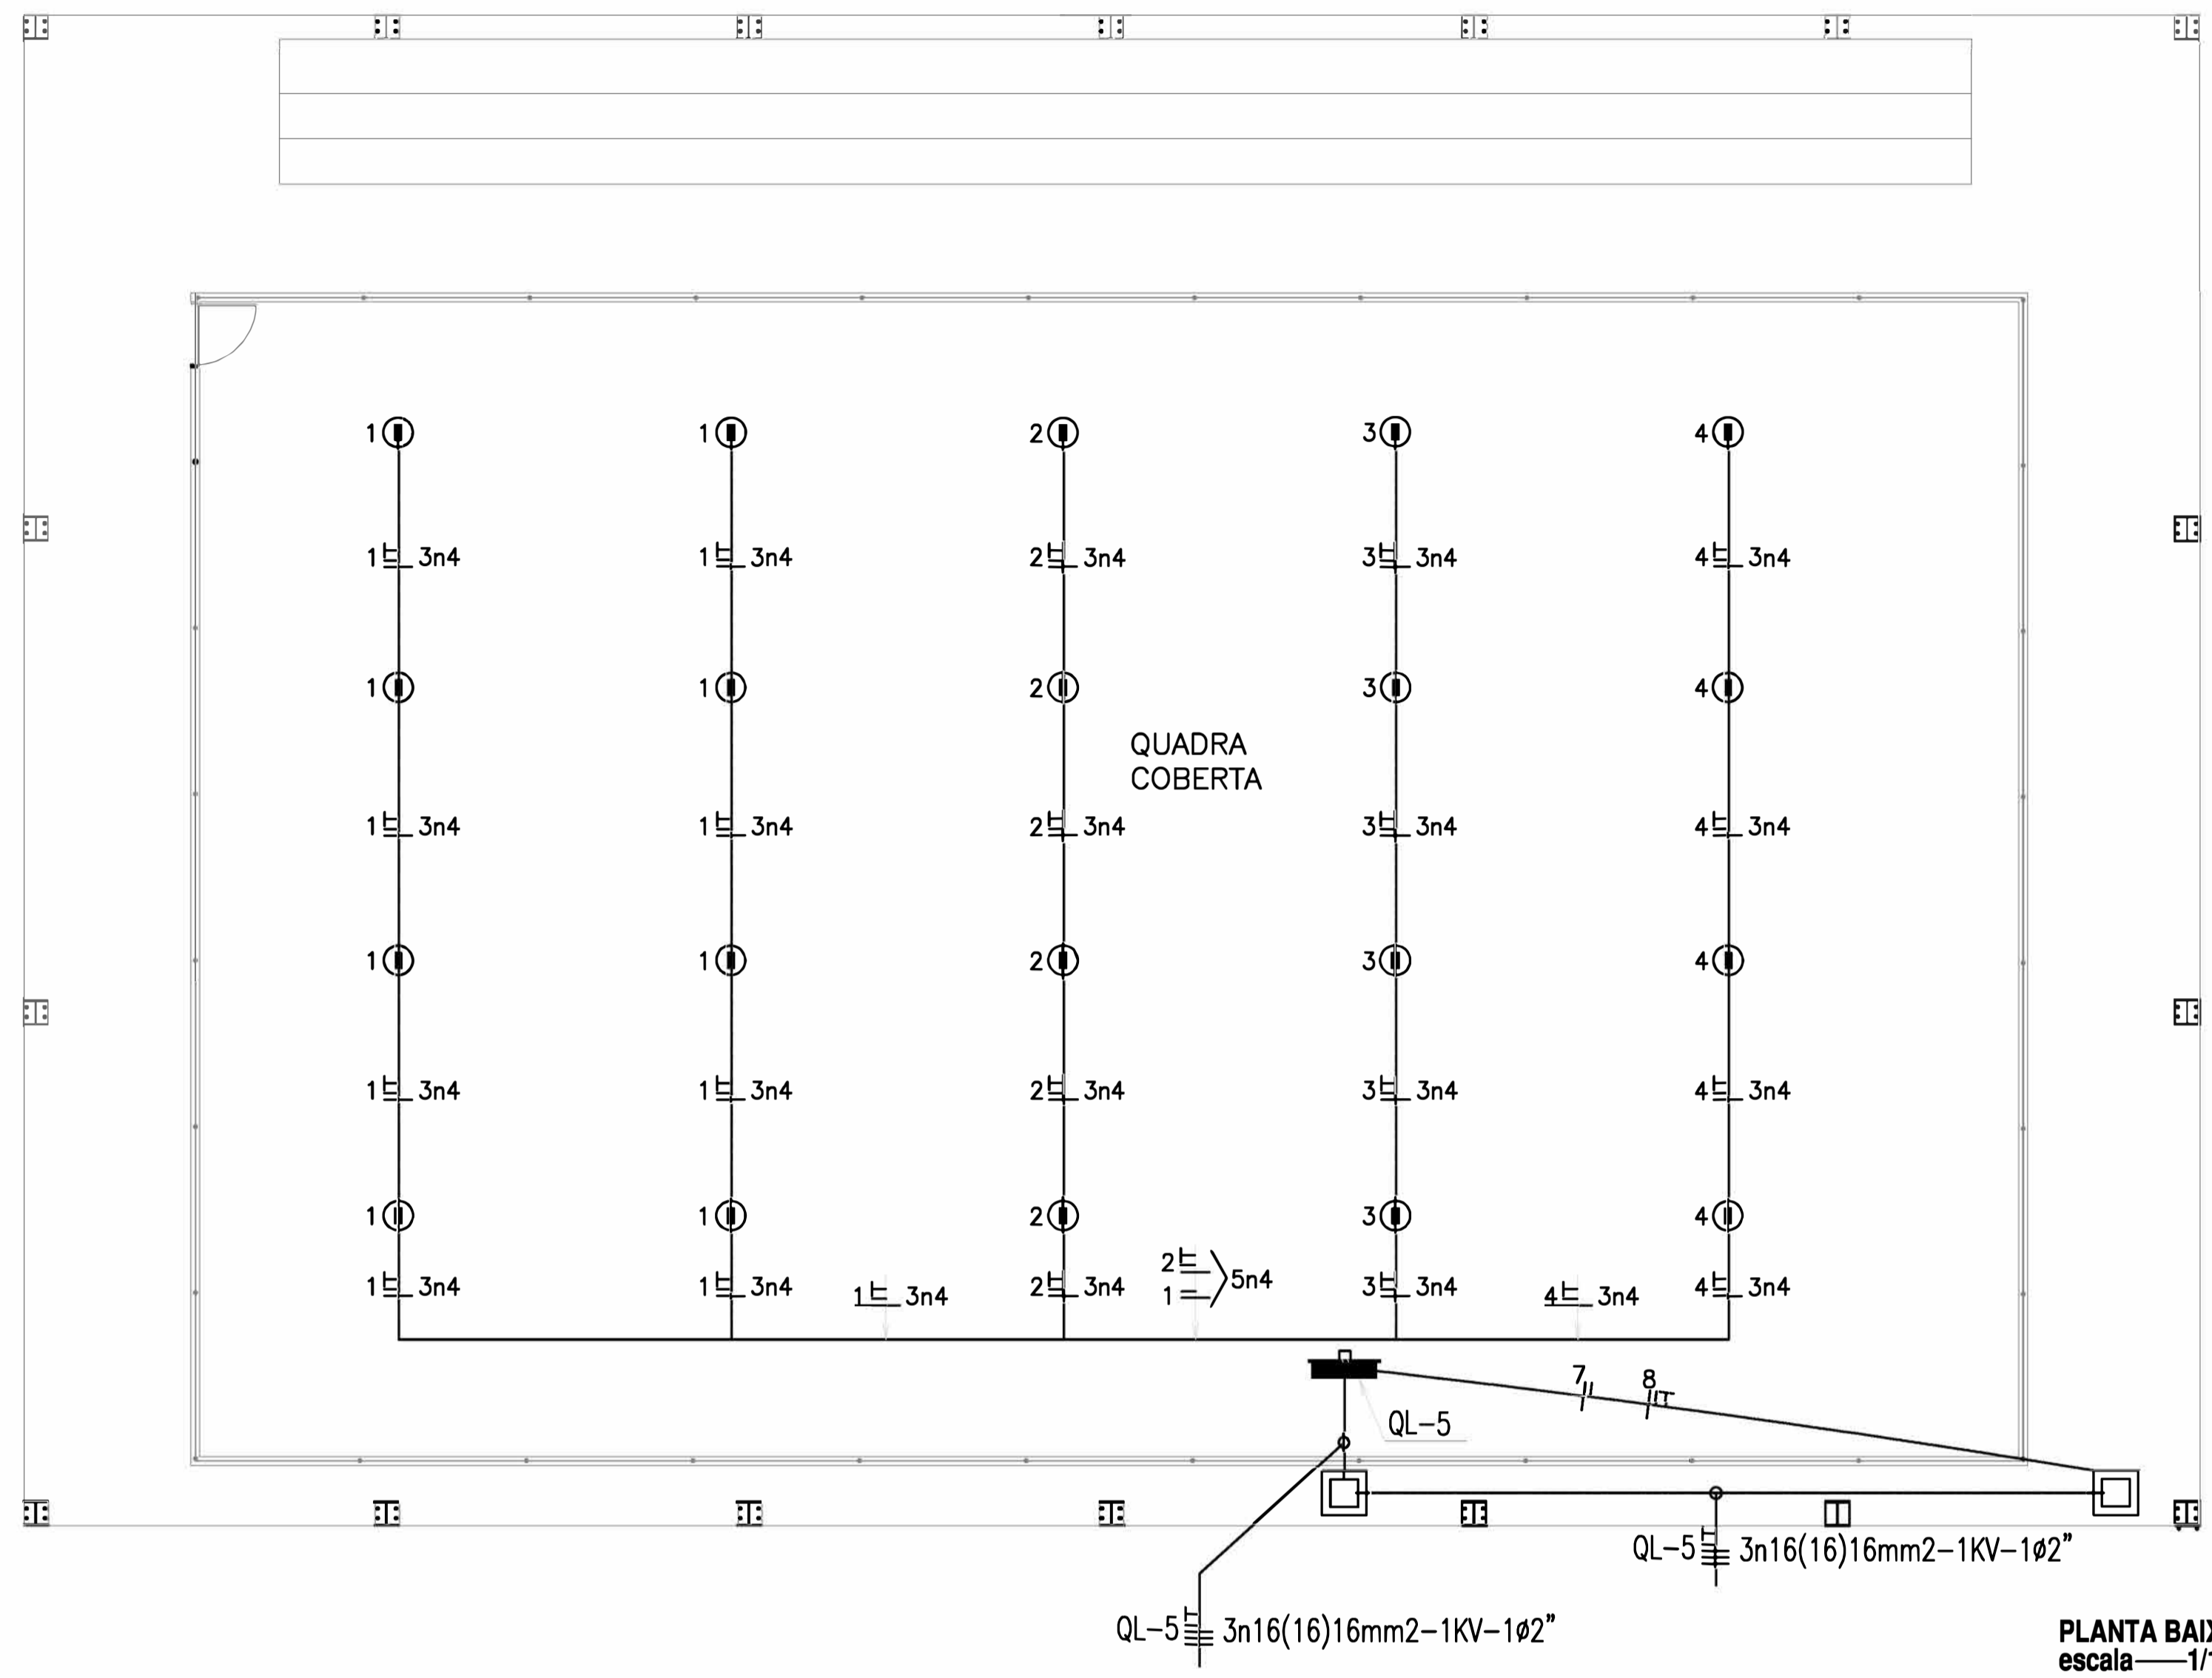 1 1 2 3 4
1 3n4 1 3n4 2 3n4 3 3n4 4 3n4
1 1 2 3 4
QUADRA
COBERTA
1 3n4 1 3n4 2 3n4 3 3n4 4 3n4
1 1 2 3 4
1 3n4 1 3n4 2 3n4 3 3n4 4 3n4
1 1 2 3 4
1 3n4 1 3n4 2 3n4 3 3n4 4 3n4
1 3n4
2
1
5n4
4 3n4
7 8
QL-5
QL-5 3n16(16)16mm2-1KV-1ø2"
QL-5 3n16(16)16mm2-1KV-1ø2"
PLANTA BAIX
escala 1/